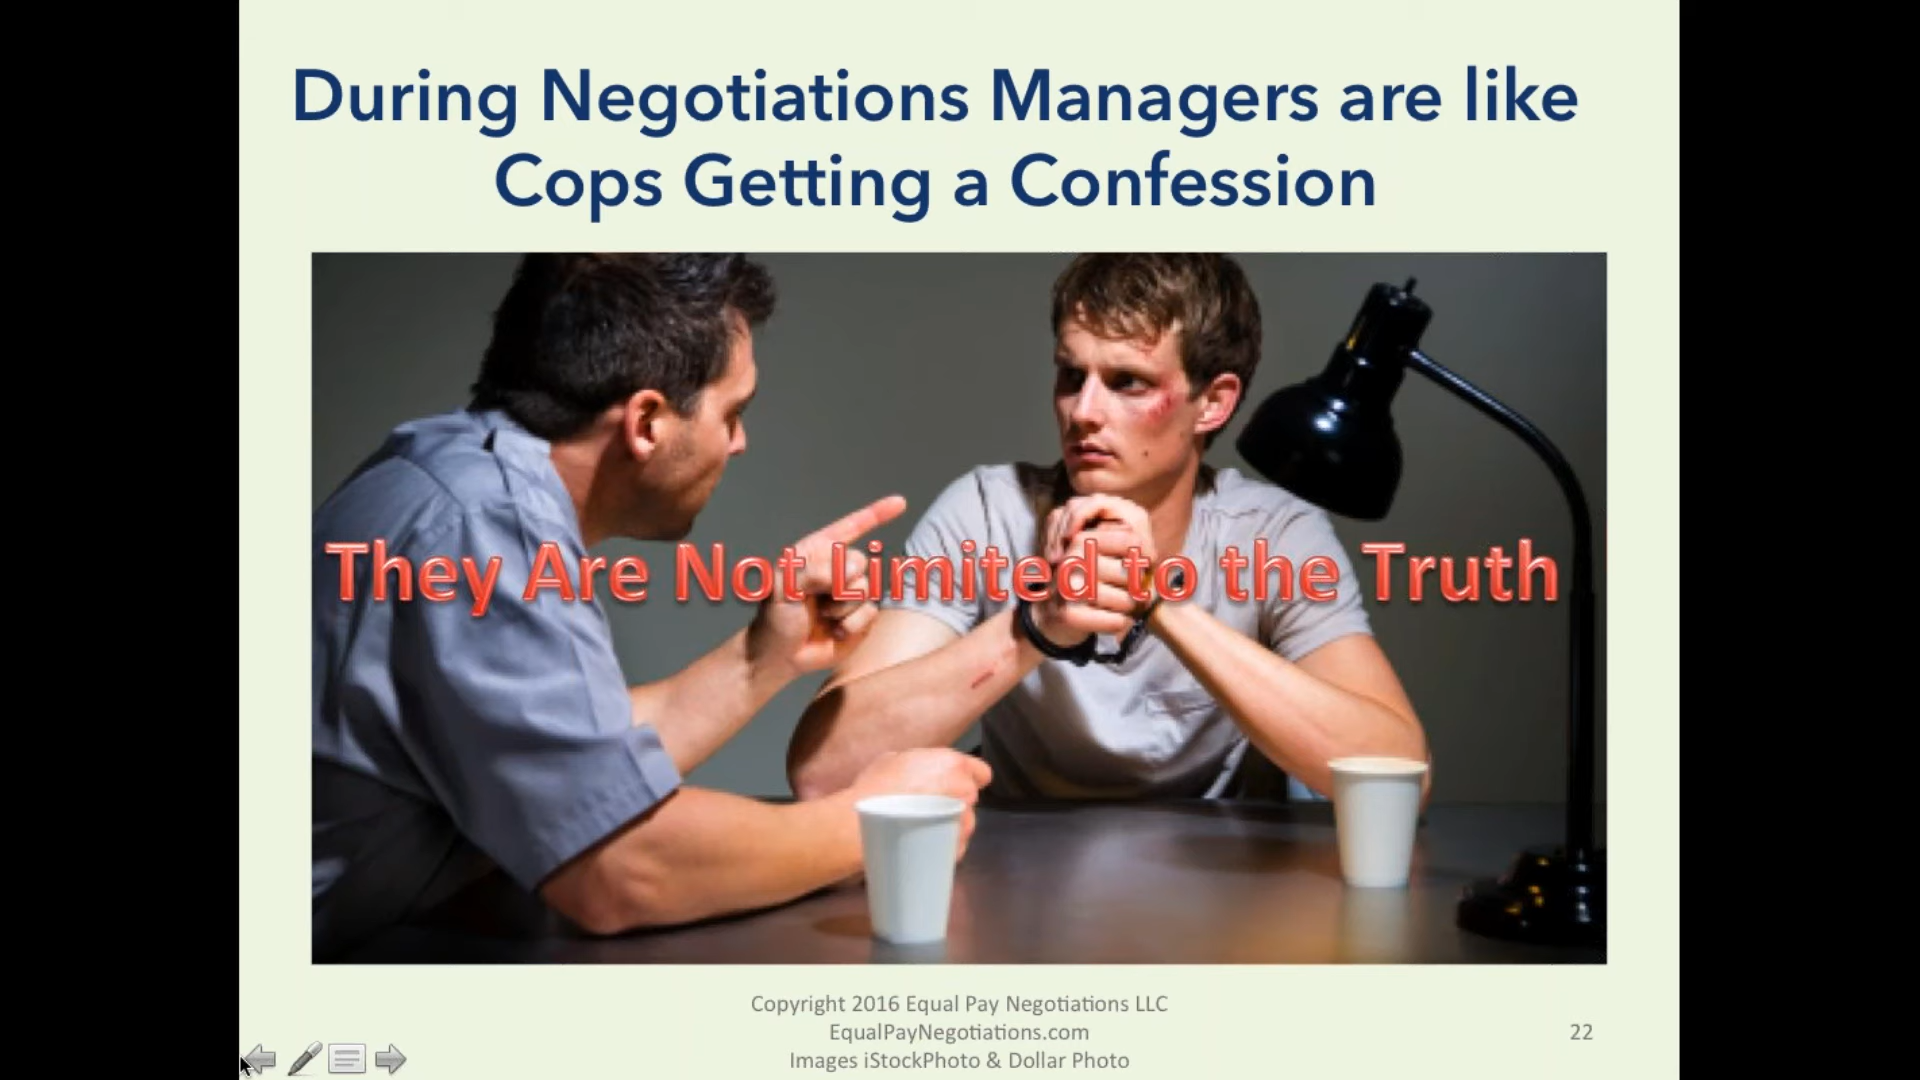 During Negotiations Managers are like
Cops Getting a Confession
They Are Not Limited to the Truth
Copyright 2016 Equal Pay Negotiations LLC
EqualPayNegotiations.com
22
Images iStockPhoto & Dollar Photo